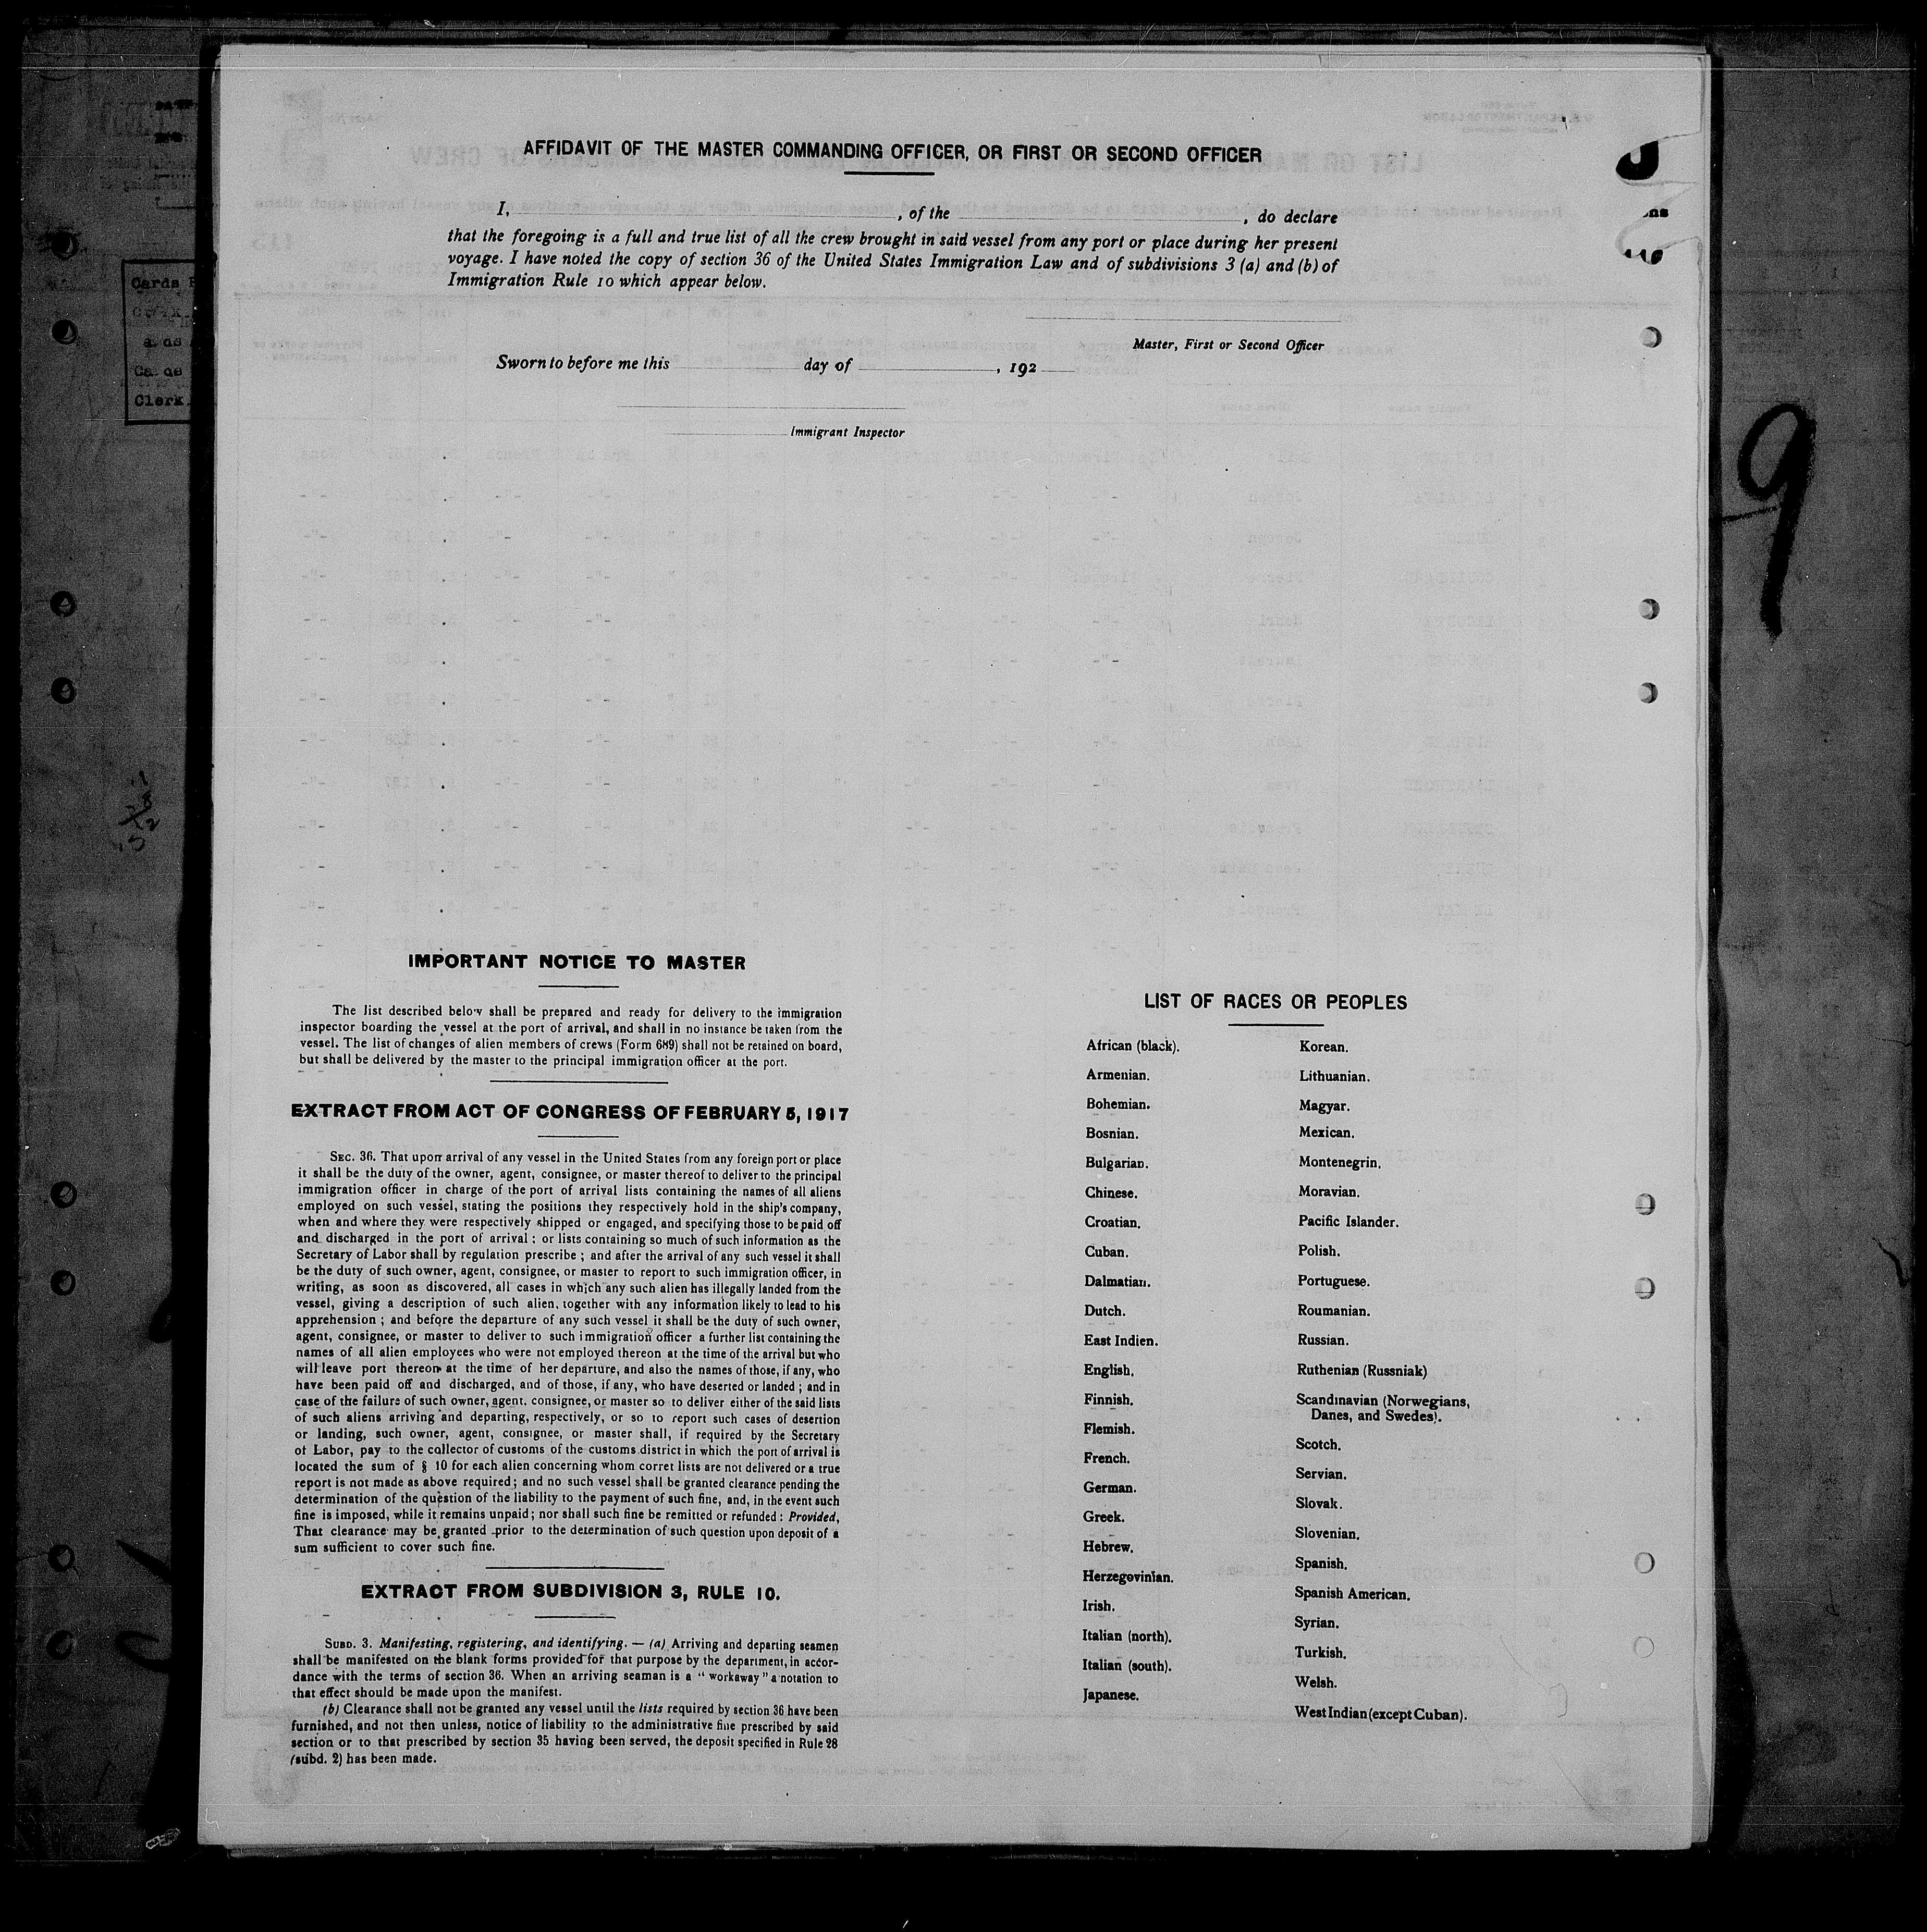 AFFIDAVIT OF THE MASTER COMMANDING OFFICER, OR FIRST OR SECOND OFFICER
I, , of the , do declare
that the foregoing is a full and true list of all the crew brought in said vessel from any port or place during her present
voyage. I have noted the copy of section 36 of the United States Immigration Law and of subdivisions 3 (a) and (b) of
Immigration Rule 10 which appear below.
Master, First or Second Officer
Sworn to before me this day of , 192
Immigrant Inspector
Cards
Clerk
9
IMPORTANT NOTICE TO MASTER
The list described below shall be prepared and ready for delivery to the immigration
inspector boarding the vessel at the port of arrival, and shall in no instance be taken from the
vessel. The list of changes of alien members of crews (Form 689) shall not be retained on board,
but shall be delivered by the master to the principal immigration officer at the port.
EXTRACT FROM ACT OF CONGRESS OF FEBRUARY 5, 1917
SEC. 36. That upon arrival of any vessel in the United States from any foreign port or place
it shall be the duty of the owner, agent, consignee, or master thereof to deliver to the principal
immigration officer in charge of the port of arrival lists containing the names of all aliens
employed on such vessel, stating the positions they respectively hold in the ship's company,
when and where they were respectively shipped or engaged, and specifying those to be paid off
and discharged in the port of arrival; or lists containing so much of such information as the
Secretary of Labor shall by regulation prescribe; and after the arrival of any such vessel it shall
be the duty of such owner, agent, consignee, or master to report to such immigration officer, in
writing, as soon as discovered, all cases in which any such alien has illegally landed from the
vessel, giving a description of such alien, together with any information likely to lead to his
apprehension; and before the departure of any such vessel it shall be the duty of such owner,
agent, consignee, or master to deliver to such immigration officer a further list containing the
names of all alien employees who were not employed thereon at the time of the arrival but who
will leave port thereon at the time of her departure, and also the names of those, if any, who
have been paid off and discharged, and of those, if any, who have deserted or landed; and in
case of the failure of such owner, agent, consignee, or master so to deliver either of the said lists
of such aliens arriving and departing, respectively, or so to report such cases of desertion
or landing, such owner, agent, consignee, or master shall, if required by the Secretary
of Labor, pay to the collector of customs of the customs district in which the port of arrival is
located the sum of § 10 for each alien concerning whom corret lists are not delivered or a true
report is not made as above required; and no such vessel shall be granted clearance pending the
determination of the question of the liability to the payment of such fine, and, in the event such
fine is imposed, while it remains unpaid; nor shall such fine be remitted or refunded: Provided,
That clearance may be granted prior to the determination of such question upon deposit of a
sum sufficient to cover such fine.
EXTRACT FROM SUBDIVISION 3, RULE 10.
SUBD. 3. Manifesting, registering, and identifying. — (a) Arriving and departing seamen
shall be manifested on the blank forms provided for that purpose by the department, in accor-
dance with the terms of section 36. When an arriving seaman is a "workaway" a notation to
that effect should be made upon the manifest.
(b) Clearance shall not be granted any vessel until the lists required by section 36 have been
furnished, and not then unless, notice of liability to the administrative fine prescribed by said
section or to that prescribed by section 35 having been served, the deposit specified in Rule 28
(subd. 2) has been made.
LIST OF RACES OR PEOPLES
African (black).
Armenian.
Bohemian.
Bosnian.
Bulgarian.
Chinese.
Croatian.
Cuban.
Dalmatian.
Dutch.
East Indien.
English.
Finnish.
Flemish.
French.
German.
Greek.
Hebrew.
Herzegovinian.
Irish.
Italian (north).
Italian (south).
Japanese.
Korean.
Lithuanian.
Magyar.
Mexican.
Montenegrin.
Moravian.
Pacific Islander.
Polish.
Portuguese.
Roumanian.
Russian.
Ruthenian (Russniak)
Scandinavian (Norwegians,
Danes, and Swedes).
Scotch.
Servian.
Slovak.
Slovenian.
Spanish.
Spanish American.
Syrian.
Turkish.
Welsh.
West Indian (except Cuban).